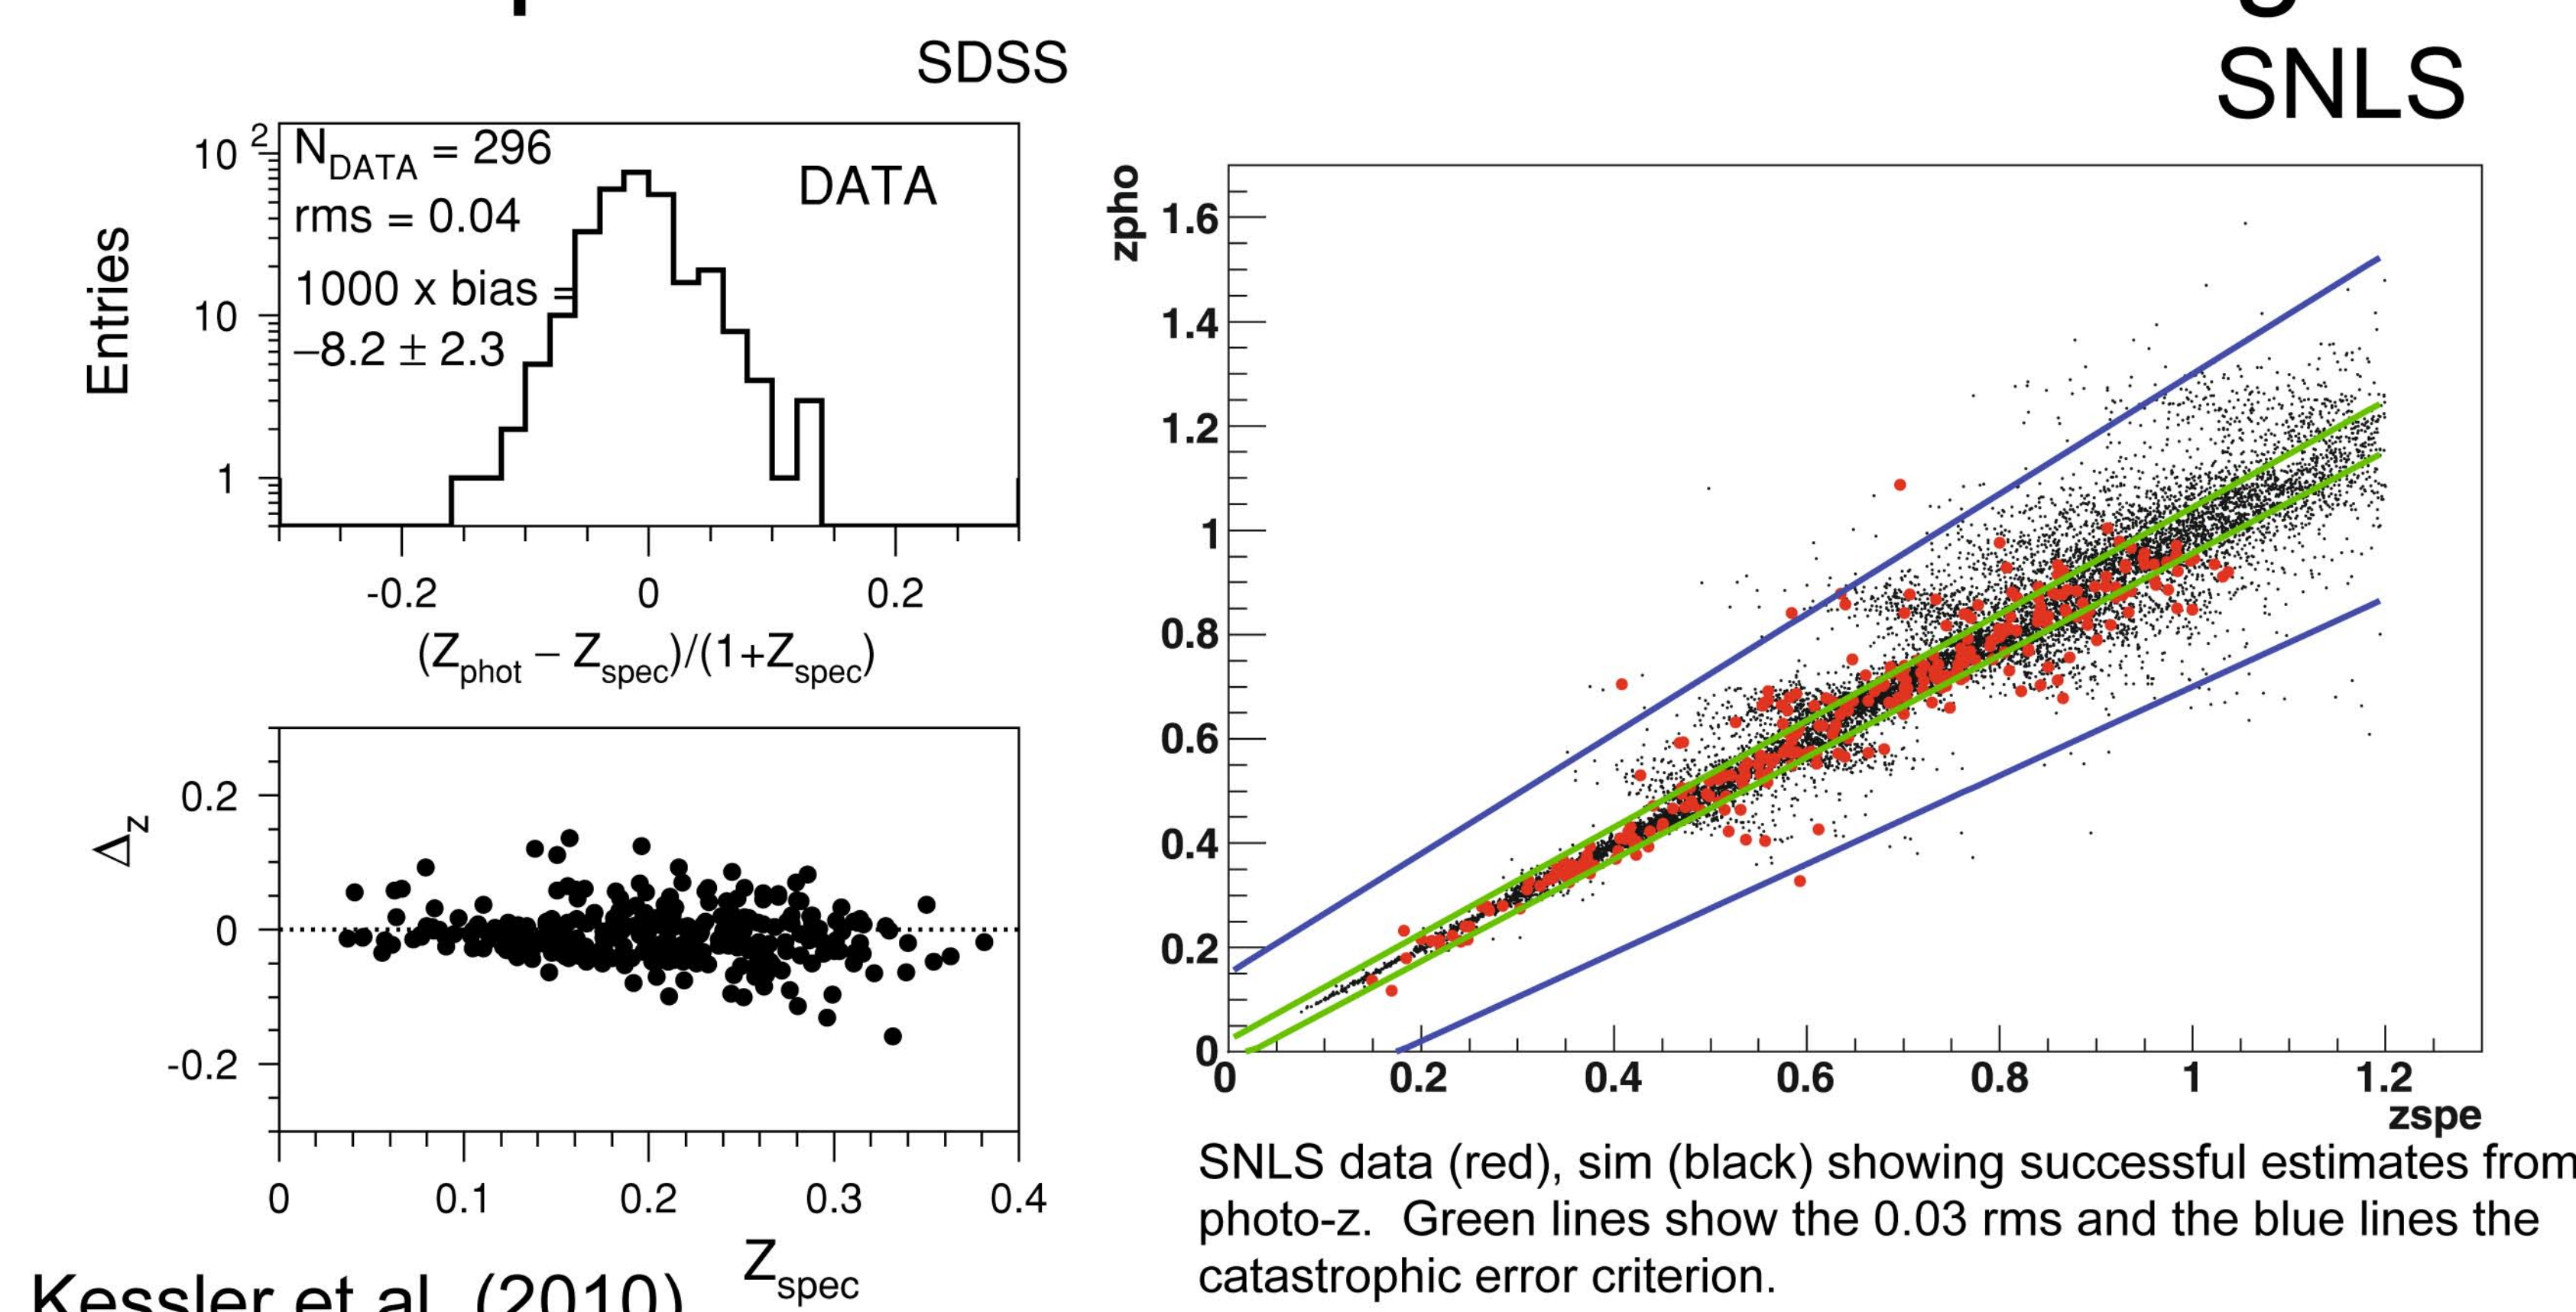 SDSS
SNLS
10²
10
1
Entries
N_DATA = 296
rms = 0.04
1000 x bias =
−8.2 ± 2.3
DATA
-0.2 0 0.2
(Z_phot − Z_spec)/(1+Z_spec)
0.2
0
-0.2
Δ_z
0 0.1 0.2 0.3 0.4
Z_spec
Kessler et al. (2010)
zpho
1.6
1.4
1.2
1
0.8
0.6
0.4
0.2
0
0 0.2 0.4 0.6 0.8 1 1.2
zspe
SNLS data (red), sim (black) showing successful estimates from
photo-z. Green lines show the 0.03 rms and the blue lines the
catastrophic error criterion.